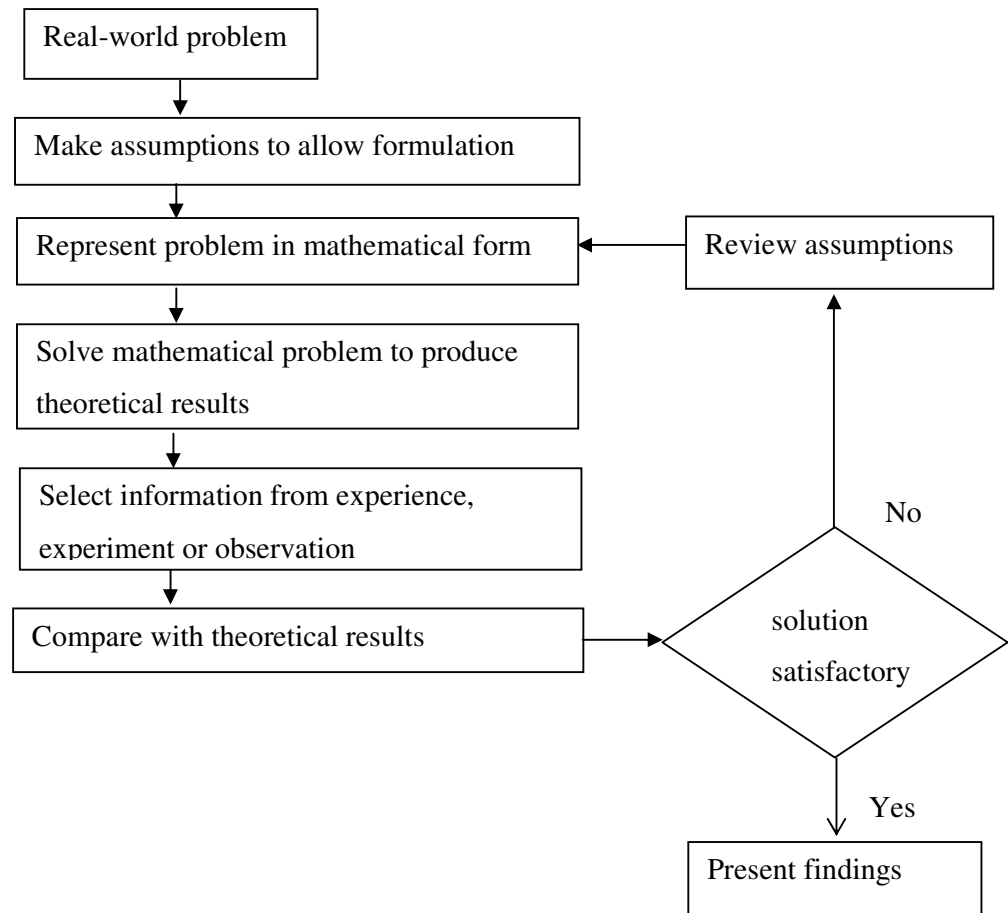 Real-world problem
Make assumptions to allow formulation
Represent problem in mathematical form
Review assumptions
Solve mathematical problem to produce
theoretical results
Select information from experience,
experiment or observation
No
Compare with theoretical results
solution
satisfactory
Yes
Present findings